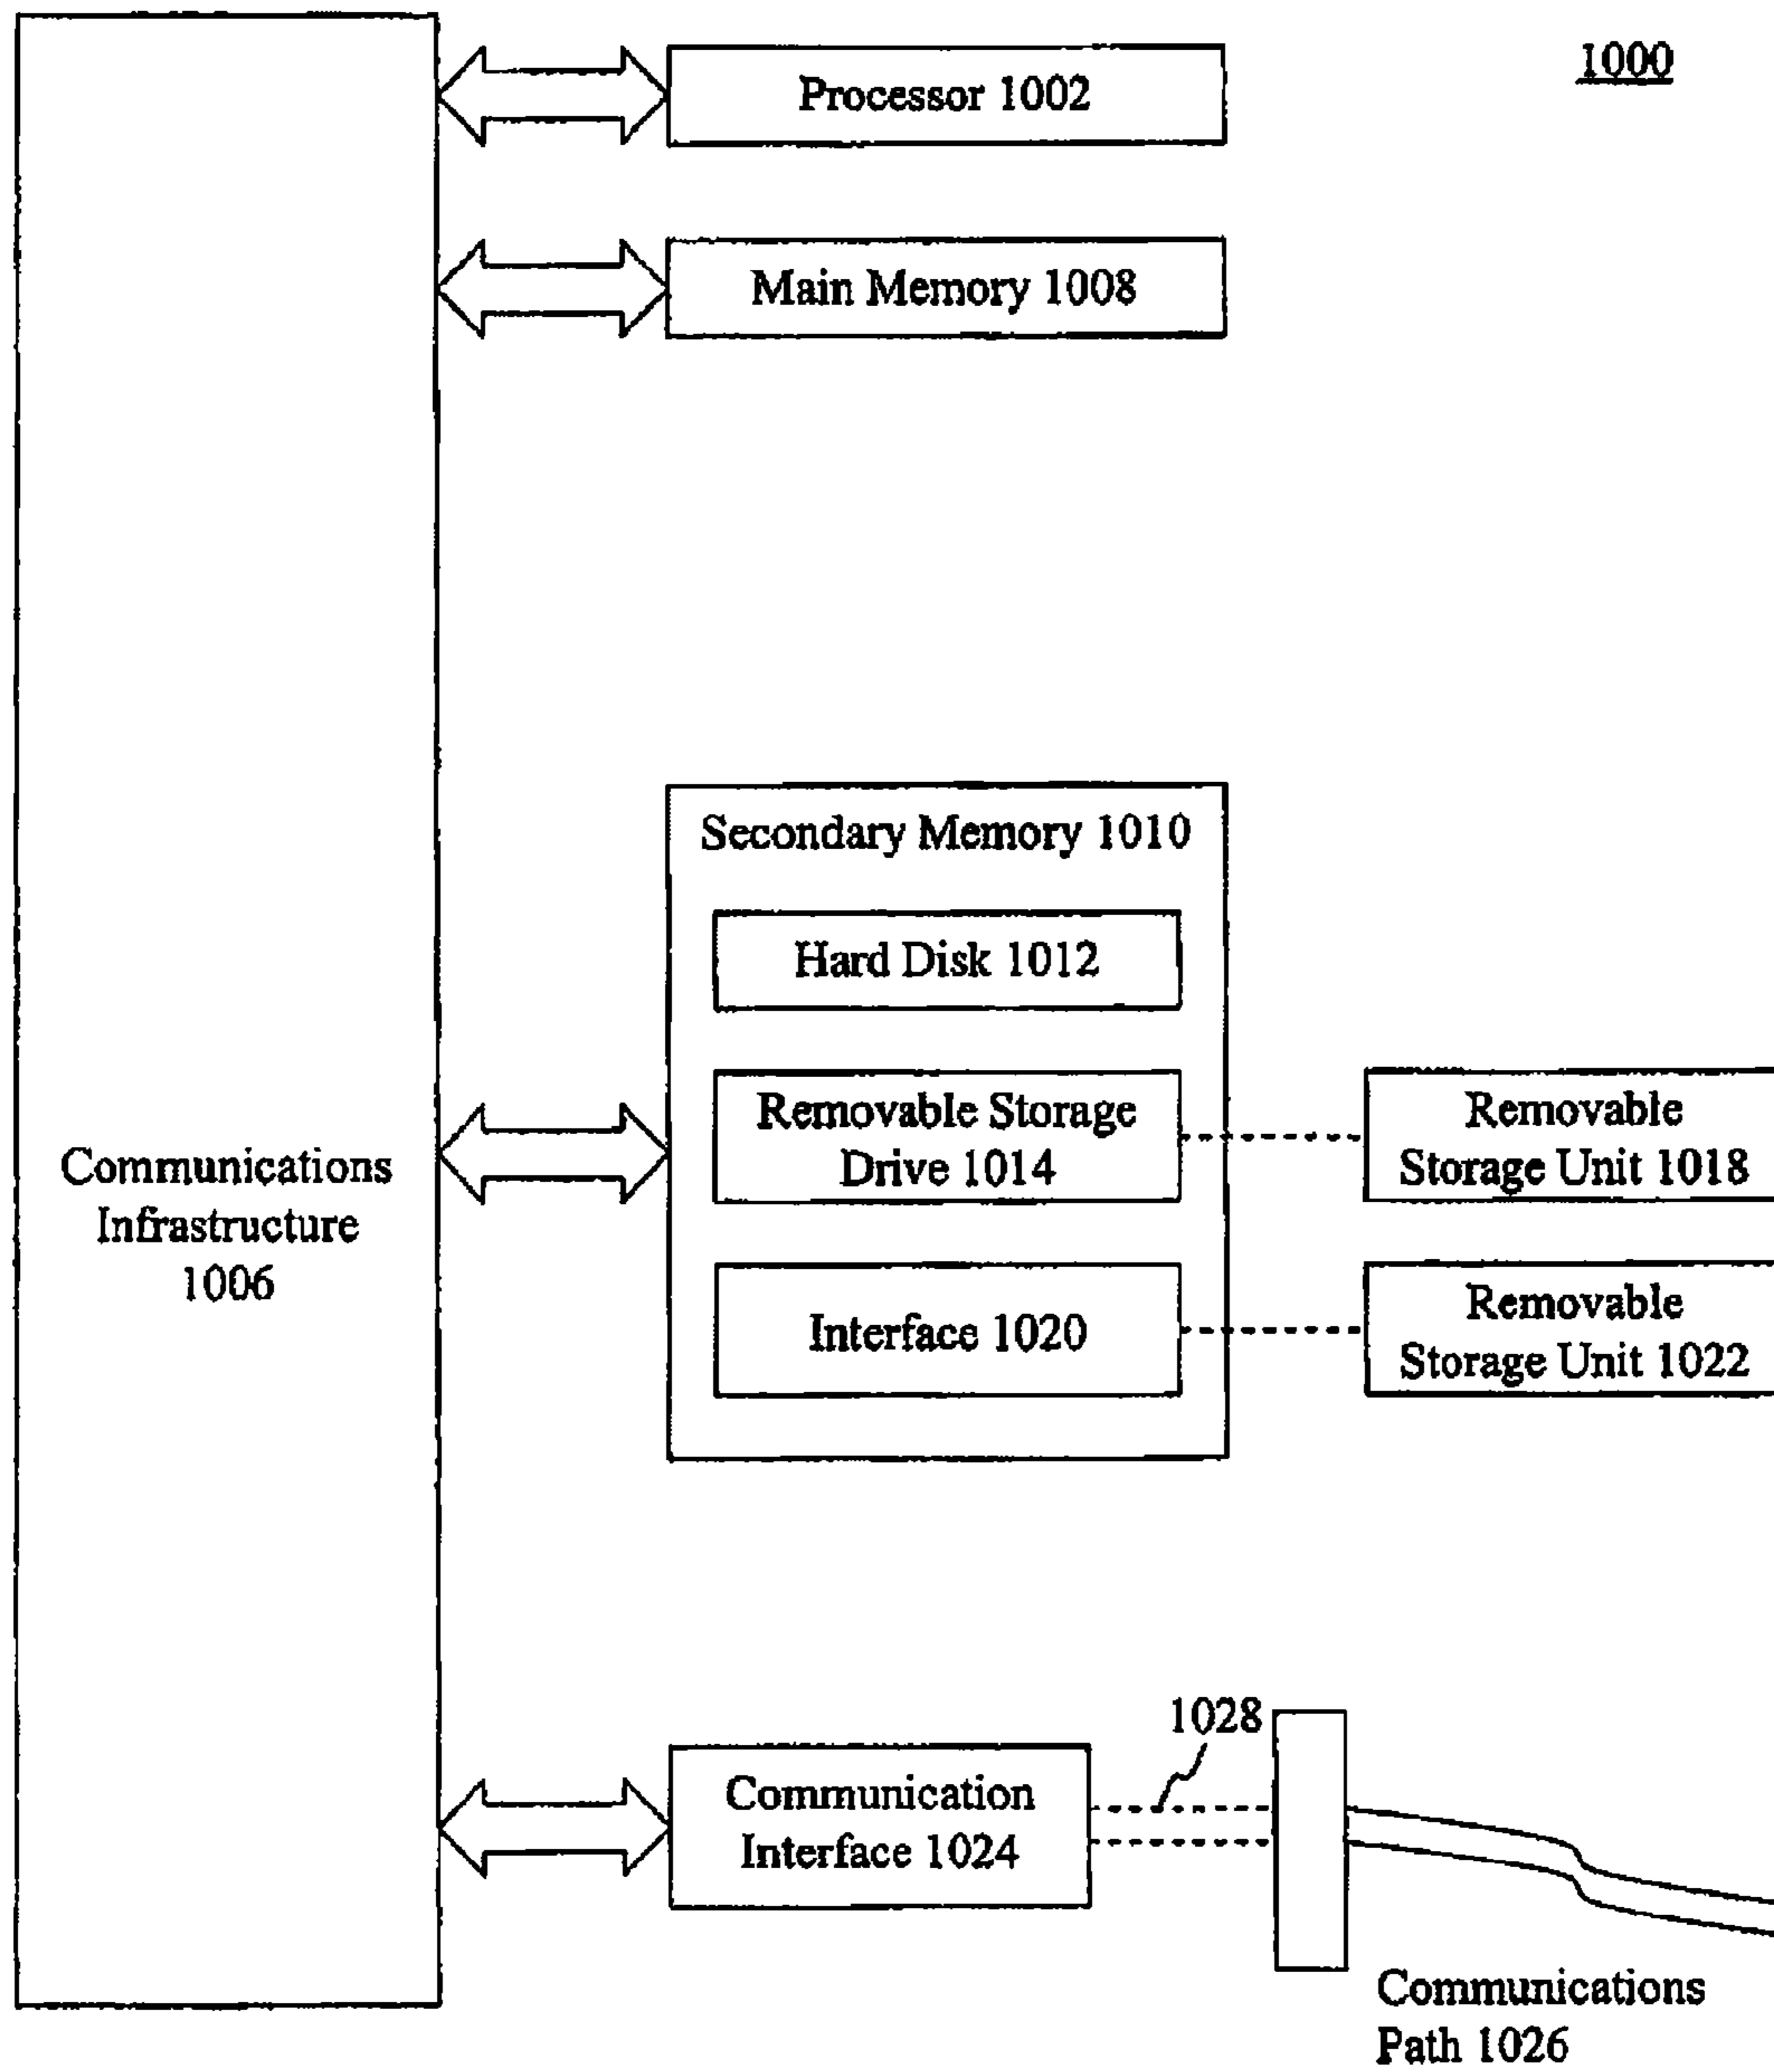 1000
Processor 1002
Main Memory 1008
Secondary Memory 1010
Hard Disk 1012
Removable Storage
Drive 1014
Removable
Storage Unit 1018
Communications
Infrastructure
1006
Interface 1020
Removable
Storage Unit 1022
1028
Communication
Interface 1024
Communications
Path 1026